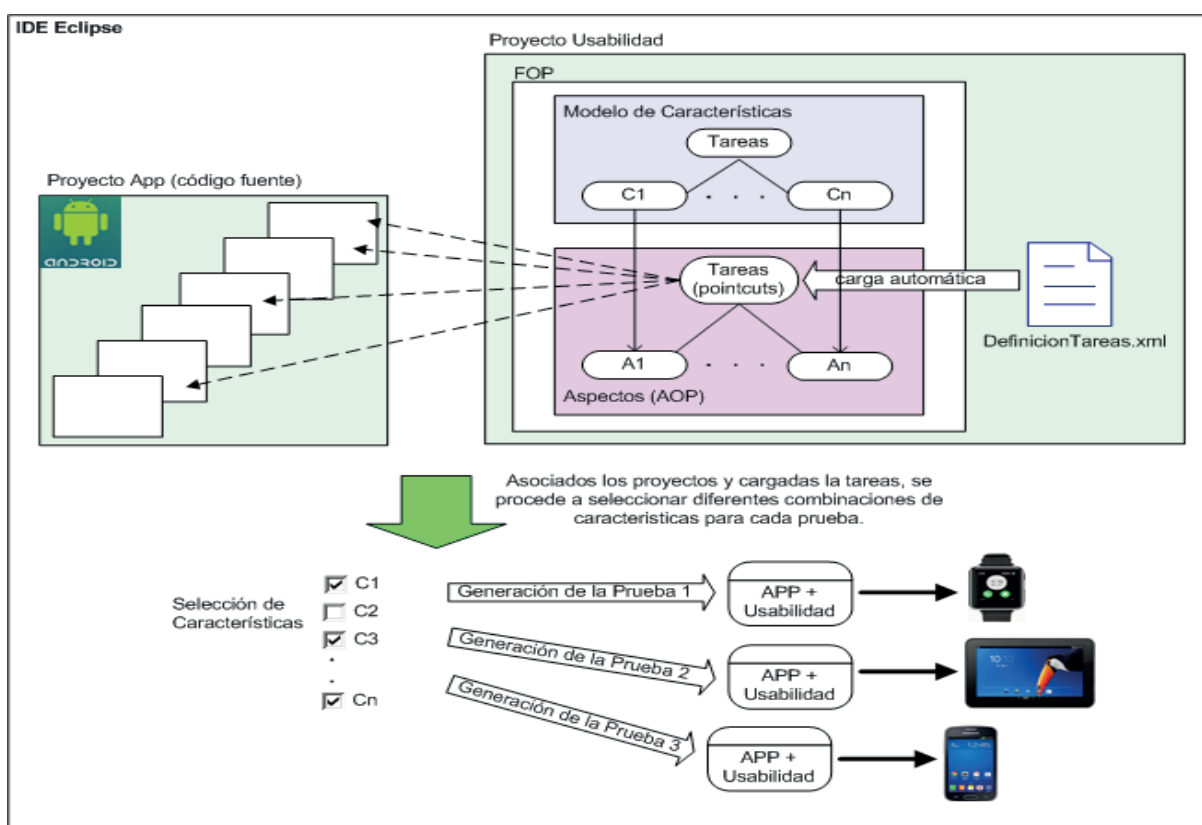 IDE Eclipse
Proyecto Usabilidad
FOP
Modelo de Características
Tareas
C1 . . . Cn
Proyecto App (código fuente)
ANDROID
Tareas
(pointcuts)
carga automática
DefinicionTareas.xml
A1 . . . An
Aspectos (AOP)
Asociados los proyectos y cargadas la tareas, se
procede a seleccionar diferentes combinaciones de
caracteristicas para cada prueba.
Selección de
Características
C1
C2
C3
.
.
Cn
Generación de la Prueba 1
APP +
Usabilidad
Generación de la Prueba 2
APP +
Usabilidad
Generación de la Prueba 3
APP +
Usabilidad